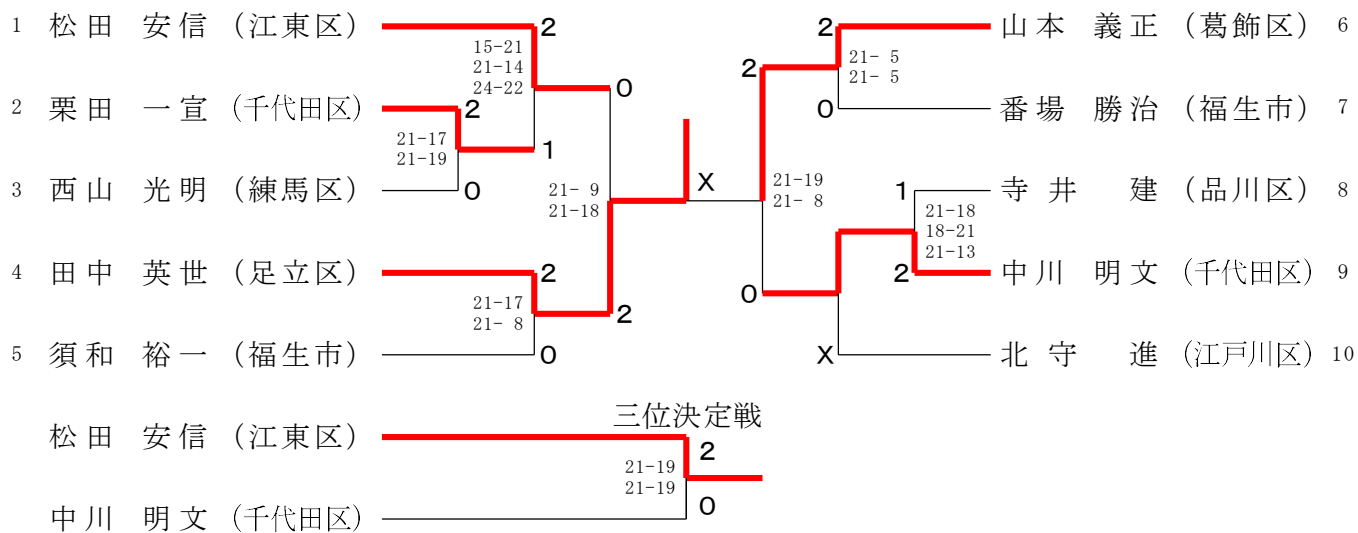 1 松田 安信 (江東区) 2 2 山本 義正 (葛飾区) 6
15-21
21-14
24-22
21- 5
21- 5
2 栗田 一宣 (千代田区) 2 0 2 0 番場 勝治 (福生市) 7
21-17
21-19
1
3 西山 光明 (練馬区) 0 1 寺井 建 (品川区) 8
21- 9
21-18
X
21-19
21- 8
21-18
18-21
21-13
4 田中 英世 (足立区) 2 2 中川 明文 (千代田区) 9
21-17
21- 8
2 0
5 須和 裕一 (福生市) 0 X 北守 進 (江戸川区) 10
三位決定戦
松田 安信 (江東区) 2
21-19
21-19
中川 明文 (千代田区) 0